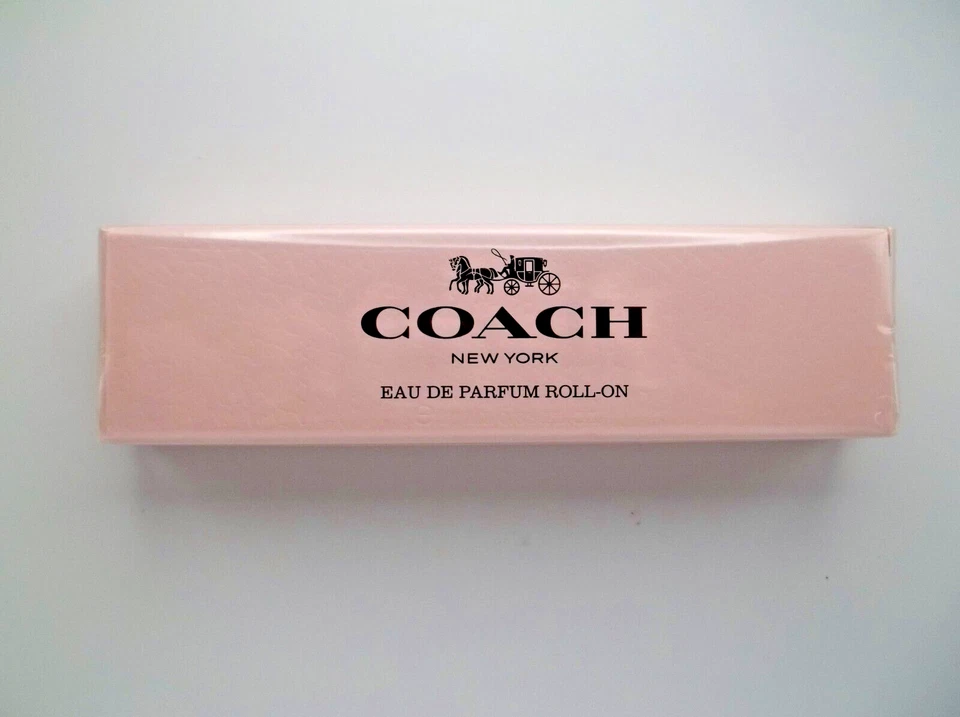 COACH
NEW YORK
EAU DE PARFUM ROLL-ON